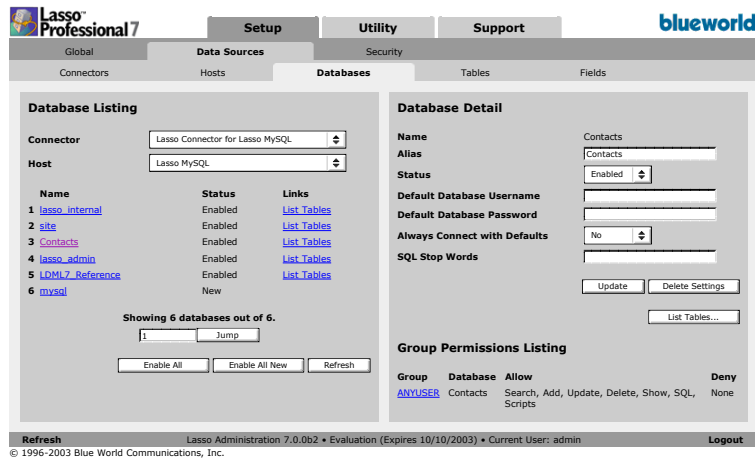 Lasso™
Professional 7
Setup Utility Support
blueworld
Global Data Sources Security
Connectors Hosts Databases Tables Fields
Database Listing
Connector Lasso Connector for Lasso MySQL
Host Lasso MySQL
Name Status Links
1 lasso_internal Enabled List Tables
2 site Enabled List Tables
3 Contacts Enabled List Tables
4 lasso_admin Enabled List Tables
5 LDML7_Reference Enabled List Tables
6 mysql New
Showing 6 databases out of 6.
1 Jump
Enable All Enable All New Refresh
Database Detail
Name Contacts
Alias Contacts
Status Enabled
Default Database Username
Default Database Password
Always Connect with Defaults No
SQL Stop Words
Update Delete Settings
List Tables...
Group Permissions Listing
Group Database Allow Deny
ANYUSER Contacts Search, Add, Update, Delete, Show, SQL, None
Scripts
Refresh Lasso Administration 7.0.0b2 • Evaluation (Expires 10/10/2003) • Current User: admin Logout
© 1996-2003 Blue World Communications, Inc.